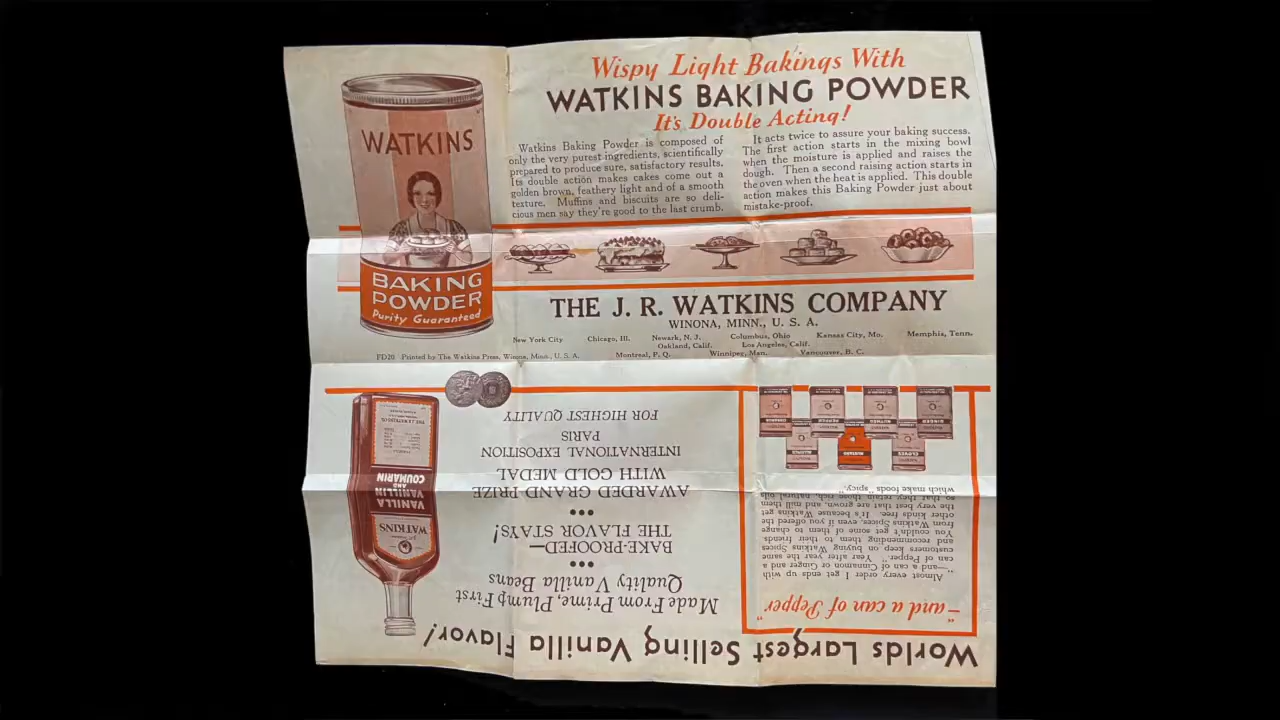 Wispy Light Bakings With
WATKINS BAKING POWDER
It's Double Acting!
Watkins Baking Powder is composed of
only the very purest ingredients, scientifically
prepared to produce sure, satisfactory results.
Its double action makes cakes come out a
golden brown, feathery light and of a smooth
texture. Muffins and biscuits are so deli-
cious men say they're good to the last crumb.
It acts twice to assure your baking success.
The first action starts in the mixing bowl
when the moisture is applied and raises the
dough. Then a second raising action starts in
the oven when the heat is applied. This double
action makes this Baking Powder just about
mistake-proof.
WATKINS
BAKING
POWDER
Purity Guaranteed
THE J. R. WATKINS COMPANY
WINONA, MINN., U. S. A.
New York City Chicago, Ill. Newark, N. J. Columbus, Ohio Kansas City, Mo. Memphis, Tenn.
Oakland, Calif. Los Angeles, Calif.
Montreal, P. Q. Winnipeg, Man. Vancouver, B. C.
FD20 Printed by The Watkins Press, Winona, Minn., U. S. A.
Worlds Largest Selling Vanilla Flavor!
Made From Prime, Plump First
Quality Vanilla Beans
•••
BAKE-PROOFED—
THE FLAVOR STAYS!
•••
AWARDED GRAND PRIZE
WITH GOLD MEDAL
INTERNATIONAL EXPOSITION
PARIS
FOR HIGHEST QUALITY
WATKINS
VANILLA
VANILLIN
AND
COUMARIN
—and a can of Pepper"
"Almost every order I get ends up with
—and a can of Cinnamon or Ginger and a
can of Pepper." Year after year the same
customers keep on buying Watkins Spices
and recommending them to their friends.
You couldn't get some of them to change
from Watkins Spices, even if you offered the
other kinds free. It's because Watkins get
the very best that are grown, and mill them
so that they retain those rich, natural oils
which make foods "spicy."
CLOVES
MUSTARD
ALLSPICE
GINGER
NUTMEG
PEPPER